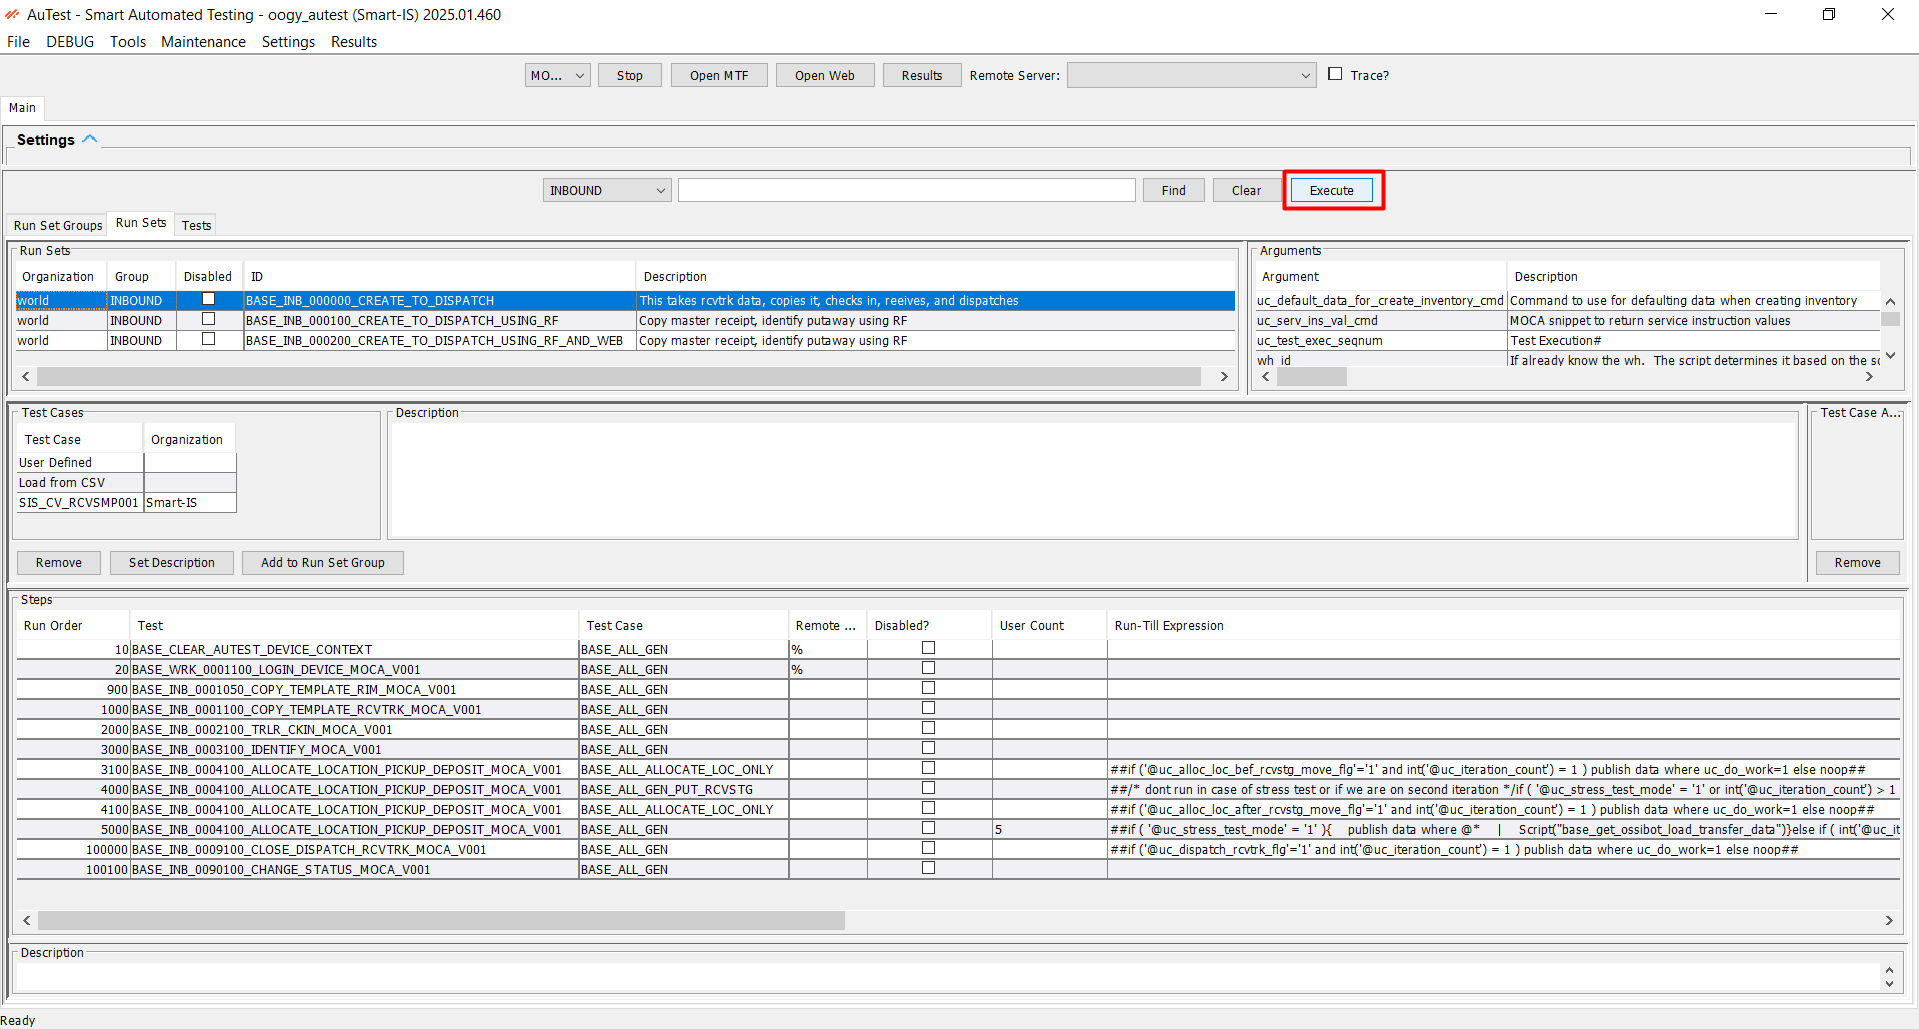 AuTest - Smart Automated Testing - oogy_autest (Smart-IS) 2025.01.460
File DEBUG Tools Maintenance Settings Results
MO... Stop Open MTF Open Web Results Remote Server: Trace?
Main
Settings
INBOUND Find Clear Execute
Run Set Groups Run Sets Tests
Run Sets
Organization Group Disabled ID Description
world INBOUND BASE_INB_000000_CREATE_TO_DISPATCH This takes rcvtrk data, copies it, checks in, reeives, and dispatches
world INBOUND BASE_INB_000100_CREATE_TO_DISPATCH_USING_RF Copy master receipt, identify putaway using RF
world INBOUND BASE_INB_000200_CREATE_TO_DISPATCH_USING_RF_AND_WEB Copy master receipt, identify putaway using RF
Arguments
Argument Description
uc_default_data_for_create_inventory_cmd Command to use for defaulting data when creating inventory
uc_serv_ins_val_cmd MOCA snippet to return service instruction values
uc_test_exec_seqnum Test Execution#
wh_id If already know the wh. The script determines it based on the sc
Test Cases
Test Case Organization
User Defined
Load from CSV
SIS_CV_RCVSMP001 Smart-IS
Description
Test Case A...
Remove Set Description Add to Run Set Group Remove
Steps
Run Order Test Test Case Remote ... Disabled? User Count Run-Till Expression
10 BASE_CLEAR_AUTEST_DEVICE_CONTEXT BASE_ALL_GEN %
20 BASE_WRK_0001100_LOGIN_DEVICE_MOCA_V001 BASE_ALL_GEN %
900 BASE_INB_0001050_COPY_TEMPLATE_RIM_MOCA_V001 BASE_ALL_GEN
1000 BASE_INB_0001100_COPY_TEMPLATE_RCVTRK_MOCA_V001 BASE_ALL_GEN
2000 BASE_INB_0002100_TRLR_CKIN_MOCA_V001 BASE_ALL_GEN
3000 BASE_INB_0003100_IDENTIFY_MOCA_V001 BASE_ALL_GEN
3100 BASE_INB_0004100_ALLOCATE_LOCATION_PICKUP_DEPOSIT_MOCA_V001 BASE_ALL_ALLOCATE_LOC_ONLY ##if ('@uc_alloc_loc_bef_rcvstg_move_flg'='1' and int('@uc_iteration_count') = 1 ) publish data where uc_do_work=1 else noop##
4000 BASE_INB_0004100_ALLOCATE_LOCATION_PICKUP_DEPOSIT_MOCA_V001 BASE_ALL_GEN_PUT_RCVSTG ##/* dont run in case of stress test or if we are on second iteration */if ( '@uc_stress_test_mode' = '1' or int('@uc_iteration_count') > 1
4100 BASE_INB_0004100_ALLOCATE_LOCATION_PICKUP_DEPOSIT_MOCA_V001 BASE_ALL_ALLOCATE_LOC_ONLY ##if ('@uc_alloc_loc_after_rcvstg_move_flg'='1' and int('@uc_iteration_count') = 1 ) publish data where uc_do_work=1 else noop##
5000 BASE_INB_0004100_ALLOCATE_LOCATION_PICKUP_DEPOSIT_MOCA_V001 BASE_ALL_GEN 5 ##if ( '@uc_stress_test_mode' = '1' ){ publish data where @* | Script("base_get_ossibot_load_transfer_data")}else if ( int('@uc_it
100000 BASE_INB_0009100_CLOSE_DISPATCH_RCVTRK_MOCA_V001 BASE_ALL_GEN ##if ('@uc_dispatch_rcvtrk_flg'='1' and int('@uc_iteration_count') = 1 ) publish data where uc_do_work=1 else noop##
100100 BASE_INB_0090100_CHANGE_STATUS_MOCA_V001 BASE_ALL_GEN
Description
Ready